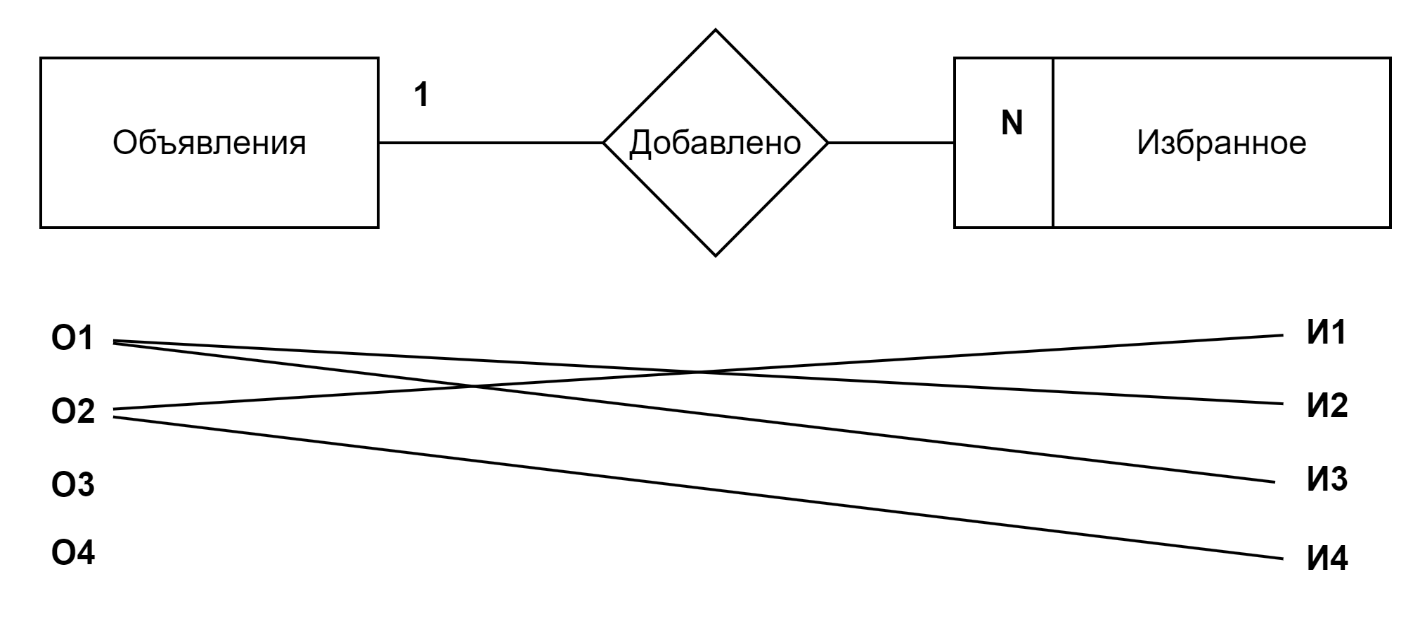 Объявления
1
Добавлено
N
Избранное
О1
И1
О2
И2
О3
И3
О4
И4